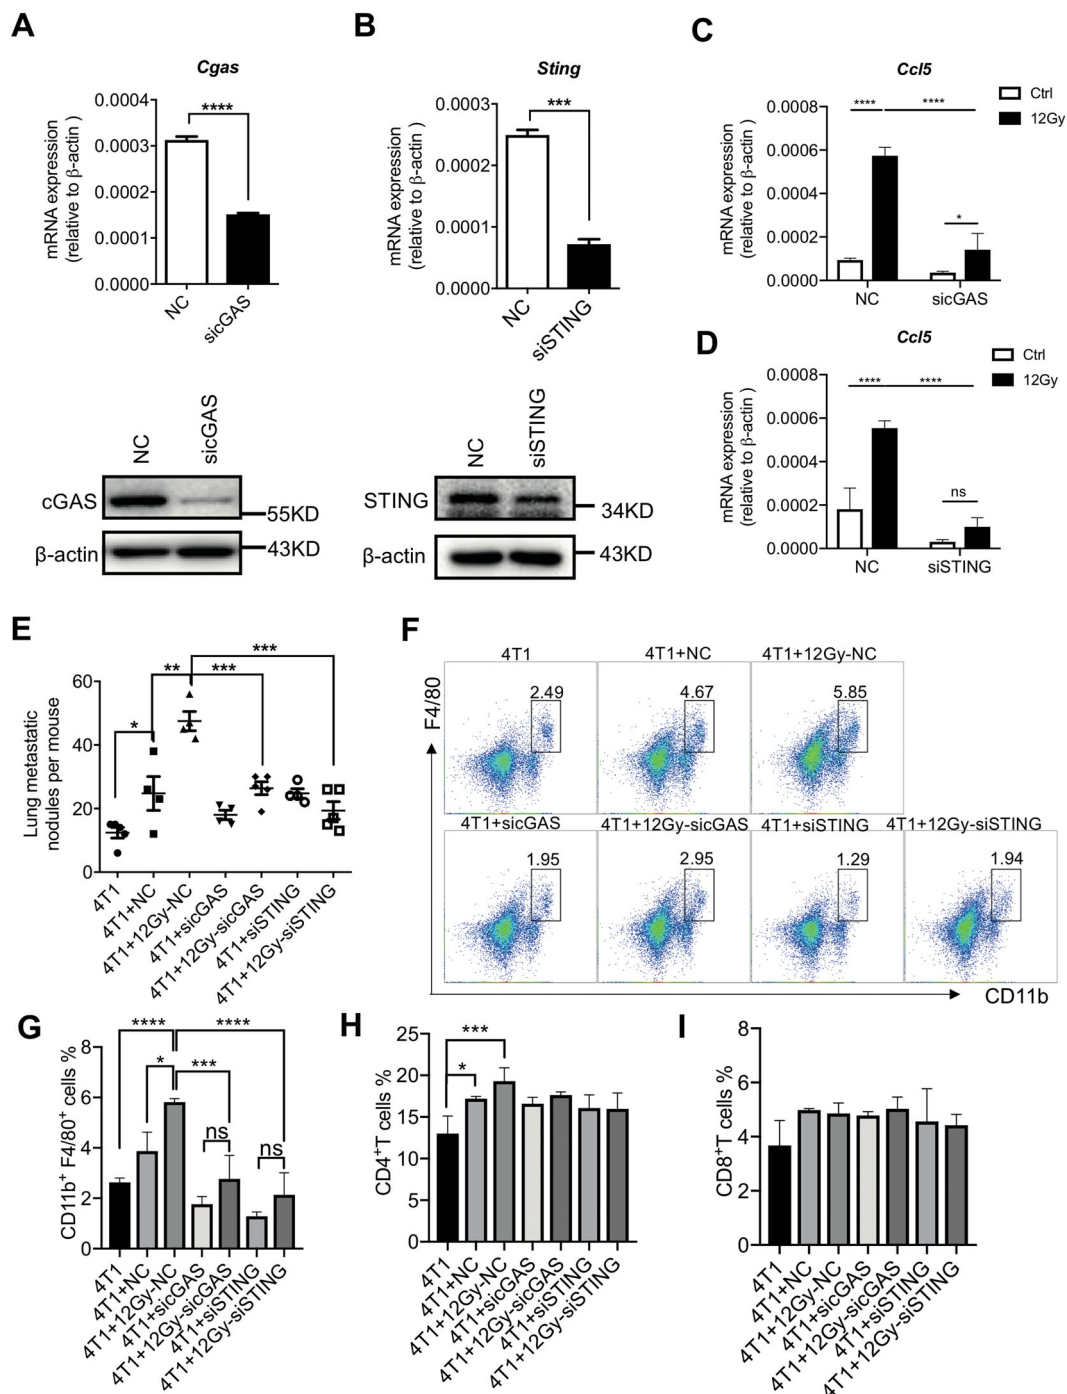 A
Cgas
mRNA expression
(relative to β-actin )
0.0004
0.0003
0.0002
0.0001
0.0000
****
NC
sicGAS
NC
sicGAS
cGAS
55KD
β-actin
43KD
B
Sting
mRNA expression
(relative to β-actin )
0.0003
0.0002
0.0001
0.0000
***
NC
siSTING
NC
siSTING
STING
34KD
β-actin
43KD
C
Ccl5
Ctrl
12Gy
mRNA expression
(relative to β-actin )
0.0008
0.0006
0.0004
0.0002
0.0000
****
****
*
NC
sicGAS
D
Ccl5
Ctrl
12Gy
mRNA expression
(relative to β-actin )
0.0008
0.0006
0.0004
0.0002
0.0000
****
****
ns
NC
siSTING
E
Lung metastatic
nodules per mouse
60
40
20
0
*
**
***
***
4T1
4T1+NC
4T1+12Gy-NC
4T1+sicGAS
4T1+12Gy-sicGAS
4T1+siSTING
4T1+12Gy-siSTING
F
F4/80
4T1
2.49
4T1+NC
4.67
4T1+12Gy-NC
5.85
4T1+sicGAS
1.95
4T1+12Gy-sicGAS
2.95
4T1+siSTING
1.29
4T1+12Gy-siSTING
1.94
CD11b
G
CD11b⁺ F4/80⁺ cells %
8
6
4
2
0
****
****
*
***
ns
ns
4T1
4T1+NC
4T1+12Gy-NC
4T1+sicGAS
4T1+12Gy-sicGAS
4T1+siSTING
4T1+12Gy-siSTING
H
CD4⁺T cells %
25
20
15
10
5
0
***
*
4T1
4T1+NC
4T1+12Gy-NC
4T1+sicGAS
4T1+12Gy-sicGAS
4T1+siSTING
4T1+12Gy-siSTING
I
CD8⁺T cells %
8
6
4
2
0
4T1
4T1+NC
4T1+12Gy-NC
4T1+sicGAS
4T1+12Gy-sicGAS
4T1+siSTING
4T1+12Gy-siSTING